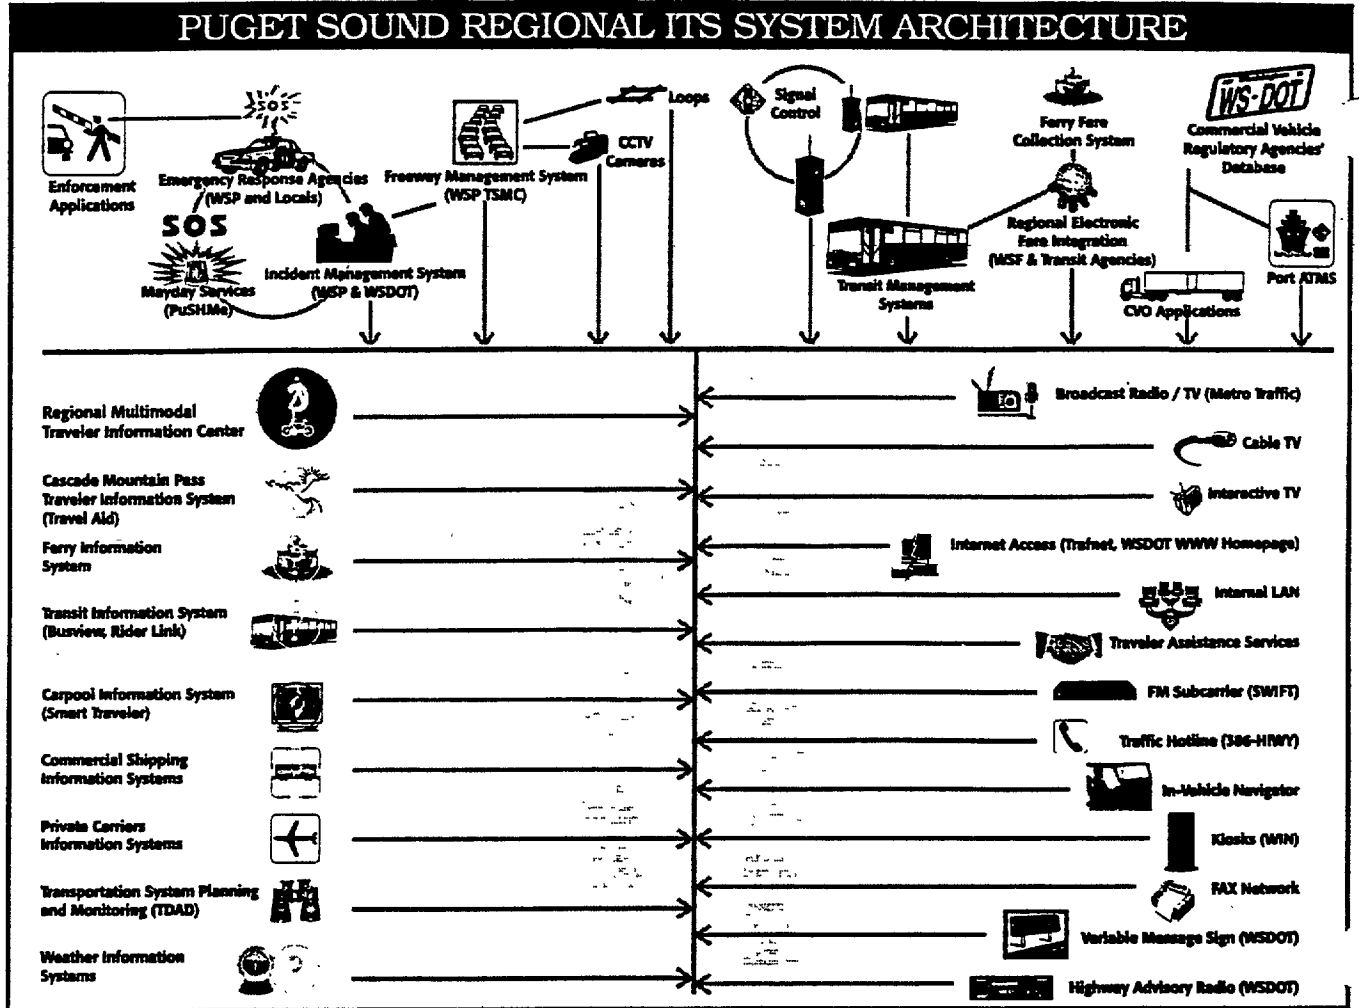 PUGET SOUND REGIONAL ITS SYSTEM ARCHITECTURE
Enforcement
Applications
SOS
Emergency Response Agencies
(WSP and Locals)
SOS
Mayday Services
(PuSHMe)
Incident Management System
(WSP & WSDOT)
Freeway Management System
(WSP TSMC)
Loops
CCTV
Cameras
Signal
Control
Transit Management
Systems
Ferry Fare
Collection System
Regional Electronic
Fare Integration
(WSF & Transit Agencies)
Washington
WS-DOT
Commercial Vehicle
Regulatory Agencies'
Database
CVO Applications
Port ATMS
Regional Multimodal
Traveler Information Center
Cascade Mountain Pass
Traveler Information System
(Travel Aid)
Ferry Information
System
Transit Information System
(Busview, Rider Link)
Carpool Information System
(Smart Traveler)
Commercial Shipping
Information Systems
Private Carriers
Information Systems
Transportation System Planning
and Monitoring (TDAD)
Weather Information
Systems
Broadcast Radio / TV (Metro Traffic)
Cable TV
Interactive TV
Internet Access (Trafnet, WSDOT WWW Homepage)
Internal LAN
Traveler Assistance Services
FM Subcarrier (SWIFT)
Traffic Hotline (386-HIWY)
In-Vehicle Navigator
Kiosks (WIN)
FAX Network
Variable Message Sign (WSDOT)
Highway Advisory Radio (WSDOT)